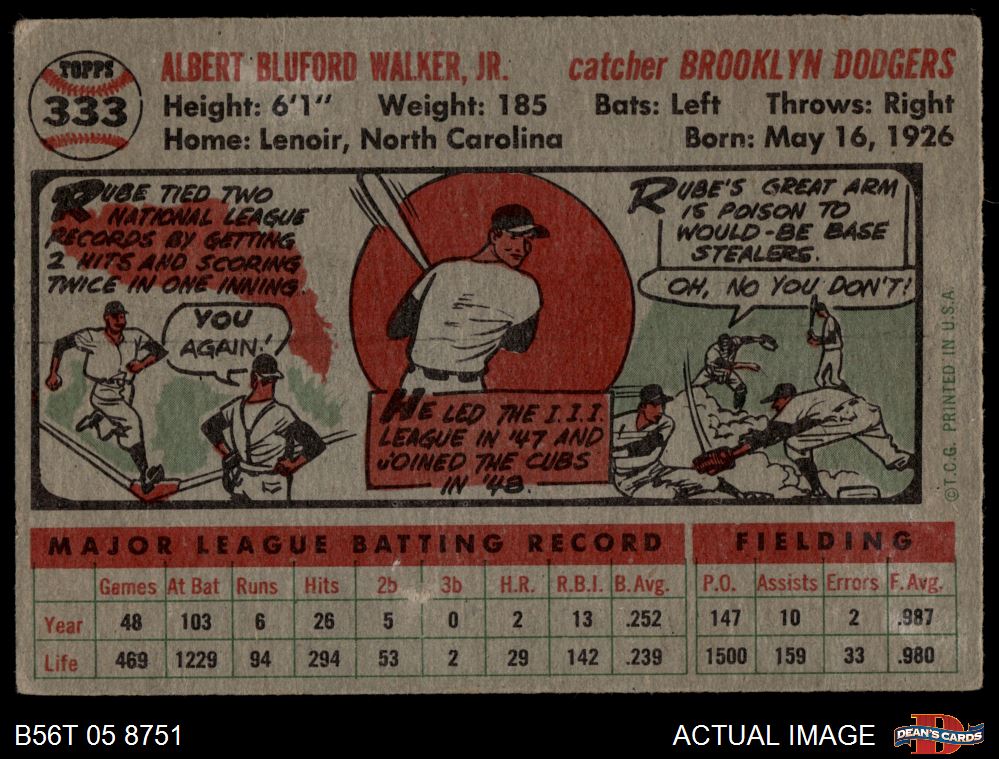 TOPPS
333
ALBERT BLUFORD WALKER, JR. catcher BROOKLYN DODGERS
Height: 6'1" Weight: 185 Bats: Left Throws: Right
Home: Lenoir, North Carolina Born: May 16, 1926
RUBE TIED TWO
NATIONAL LEAGUE
RECORDS BY GETTING
2 HITS AND SCORING
TWICE IN ONE INNING.
YOU
AGAIN!
HE LED THE I.I.I.
LEAGUE IN '47 AND
JOINED THE CUBS
IN '48.
RUBE'S GREAT ARM
IS POISON TO
WOULD-BE BASE
STEALERS.
OH, NO YOU DON'T!
©T.C.G. PRINTED IN U.S.A.
MAJOR LEAGUE BATTING RECORD FIELDING
Games At Bat Runs Hits 2b 3b H.R. R.B.I. B.Avg. P.O. Assists Errors F.Avg.
Year 48 103 6 26 5 0 2 13 .252 147 10 2 .987
Life 469 1229 94 294 53 2 29 142 .239 1500 159 33 .980
B56T 05 8751 ACTUAL IMAGE
DEAN'S CARDS